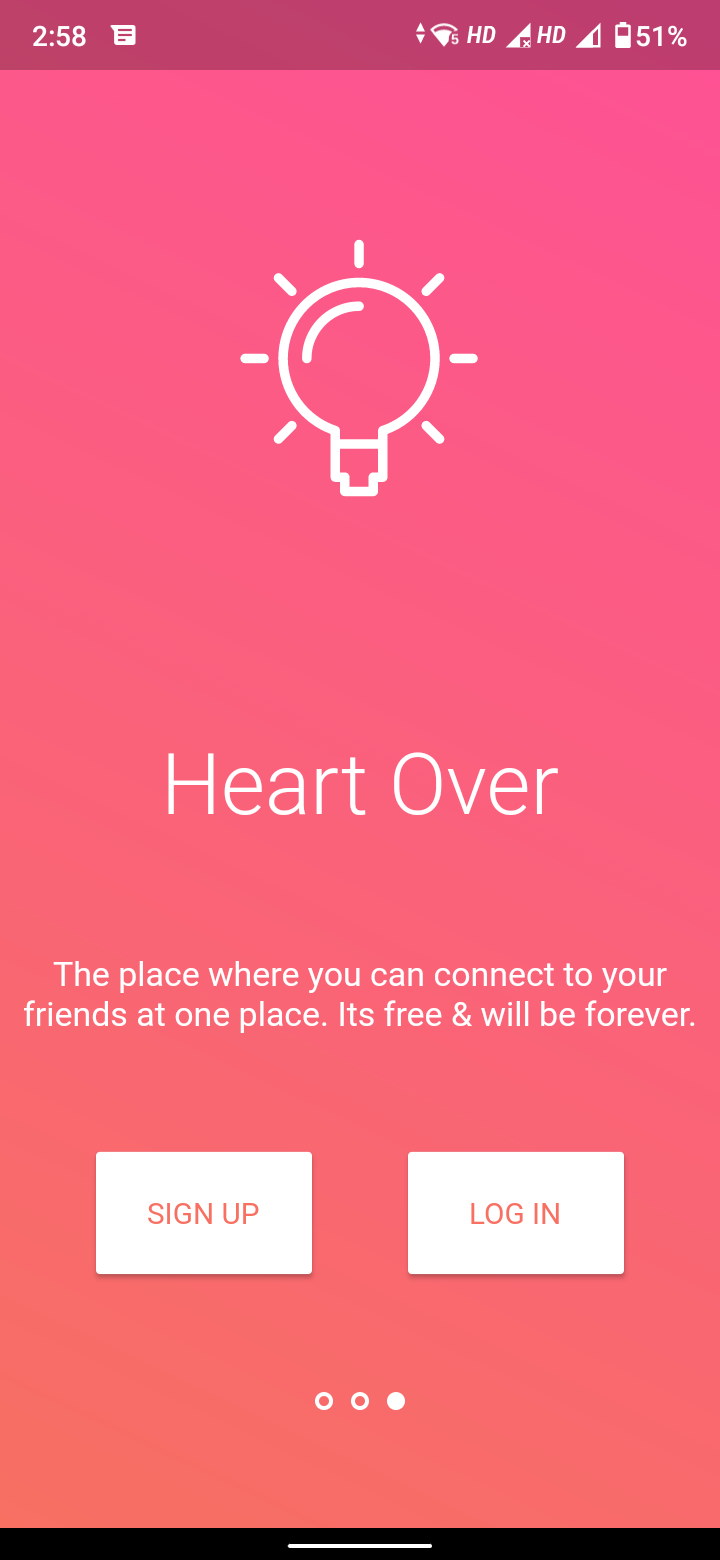 2:58 5 HD HD 51%
Heart Over
The place where you can connect to your
friends at one place. Its free & will be forever.
SIGN UP LOG IN